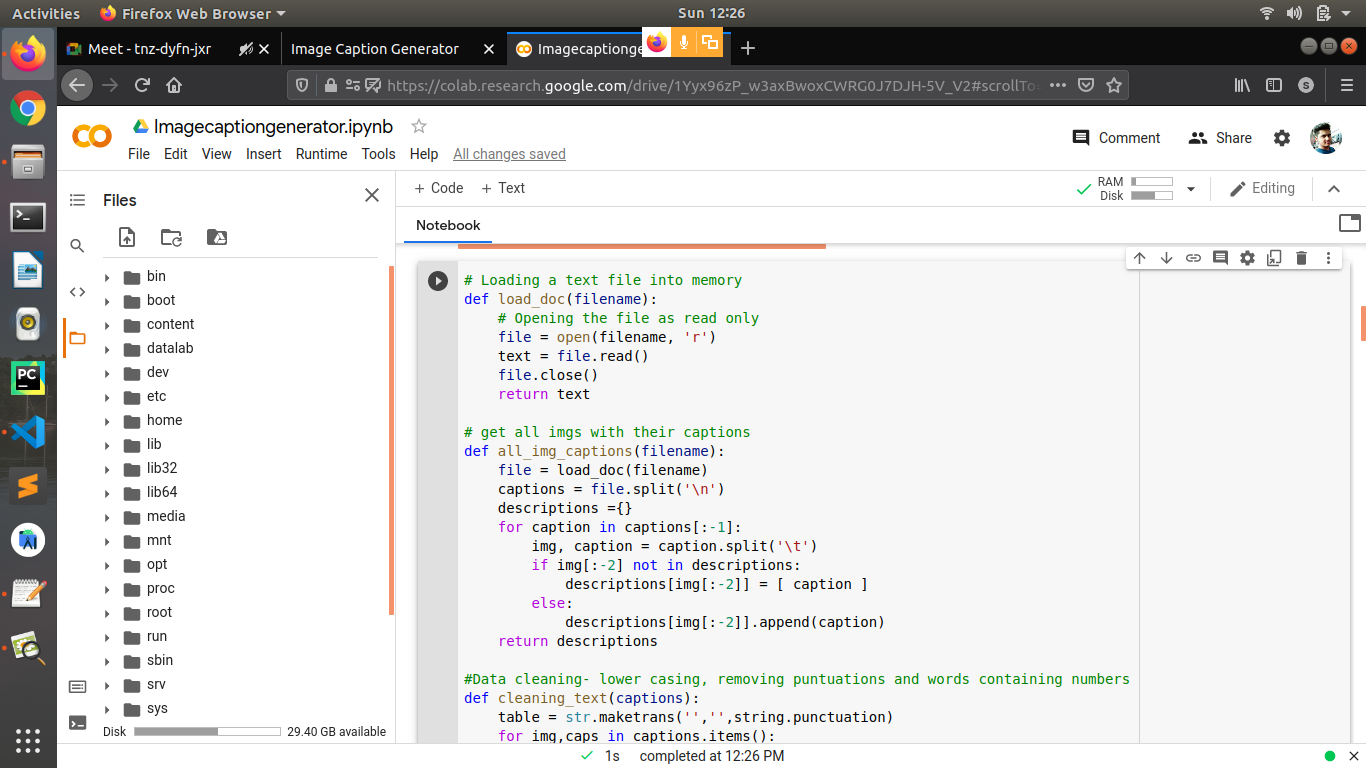 Activities Firefox Web Browser Sun 12:26
Meet - tnz-dyfn-jxr Image Caption Generator Imagecaptionge
https://colab.research.google.com/drive/1Yyx96zP_w3axBwoxCWRG0J7DJH-5V_V2#scrollTo
S
Imagecaptiongenerator.ipynb
Comment Share
File Edit View Insert Runtime Tools Help All changes saved
Files
+ Code + Text
RAM
Disk
Editing
Notebook
bin
boot
content
datalab
dev
etc
home
lib
lib32
lib64
media
mnt
opt
proc
root
run
sbin
srv
sys
Disk 29.40 GB available
# Loading a text file into memory
def load_doc(filename):
    # Opening the file as read only
    file = open(filename, 'r')
    text = file.read()
    file.close()
    return text
# get all imgs with their captions
def all_img_captions(filename):
    file = load_doc(filename)
    captions = file.split('\n')
    descriptions ={}
    for caption in captions[:-1]:
        img, caption = caption.split('\t')
        if img[:-2] not in descriptions:
            descriptions[img[:-2]] = [ caption ]
        else:
            descriptions[img[:-2]].append(caption)
    return descriptions
#Data cleaning- lower casing, removing puntuations and words containing numbers
def cleaning_text(captions):
    table = str.maketrans('','',string.punctuation)
    for img,caps in captions.items():
1s completed at 12:26 PM
PC